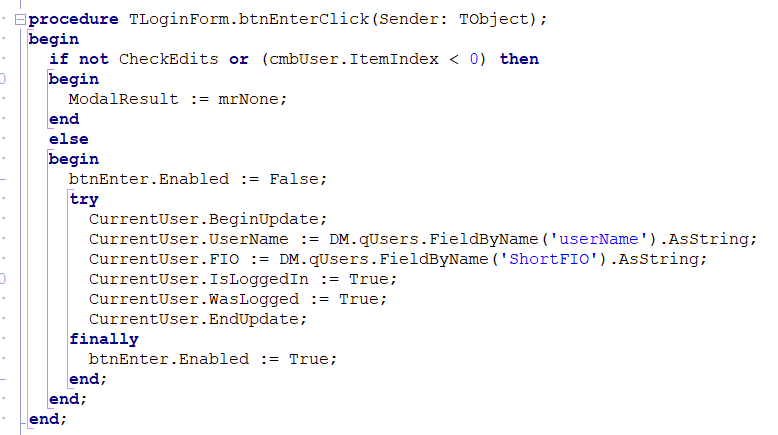 procedure TLoginForm.btnEnterClick(Sender: TObject);
begin
  if not CheckEdits or (cmbUser.ItemIndex < 0) then
  begin
    ModalResult := mrNone;
  end
  else
  begin
    btnEnter.Enabled := False;
    try
      CurrentUser.BeginUpdate;
      CurrentUser.UserName := DM.qUsers.FieldByName('userName').AsString;
      CurrentUser.FIO := DM.qUsers.FieldByName('ShortFIO').AsString;
      CurrentUser.IsLoggedIn := True;
      CurrentUser.WasLogged := True;
      CurrentUser.EndUpdate;
    finally
      btnEnter.Enabled := True;
    end;
  end;
end;